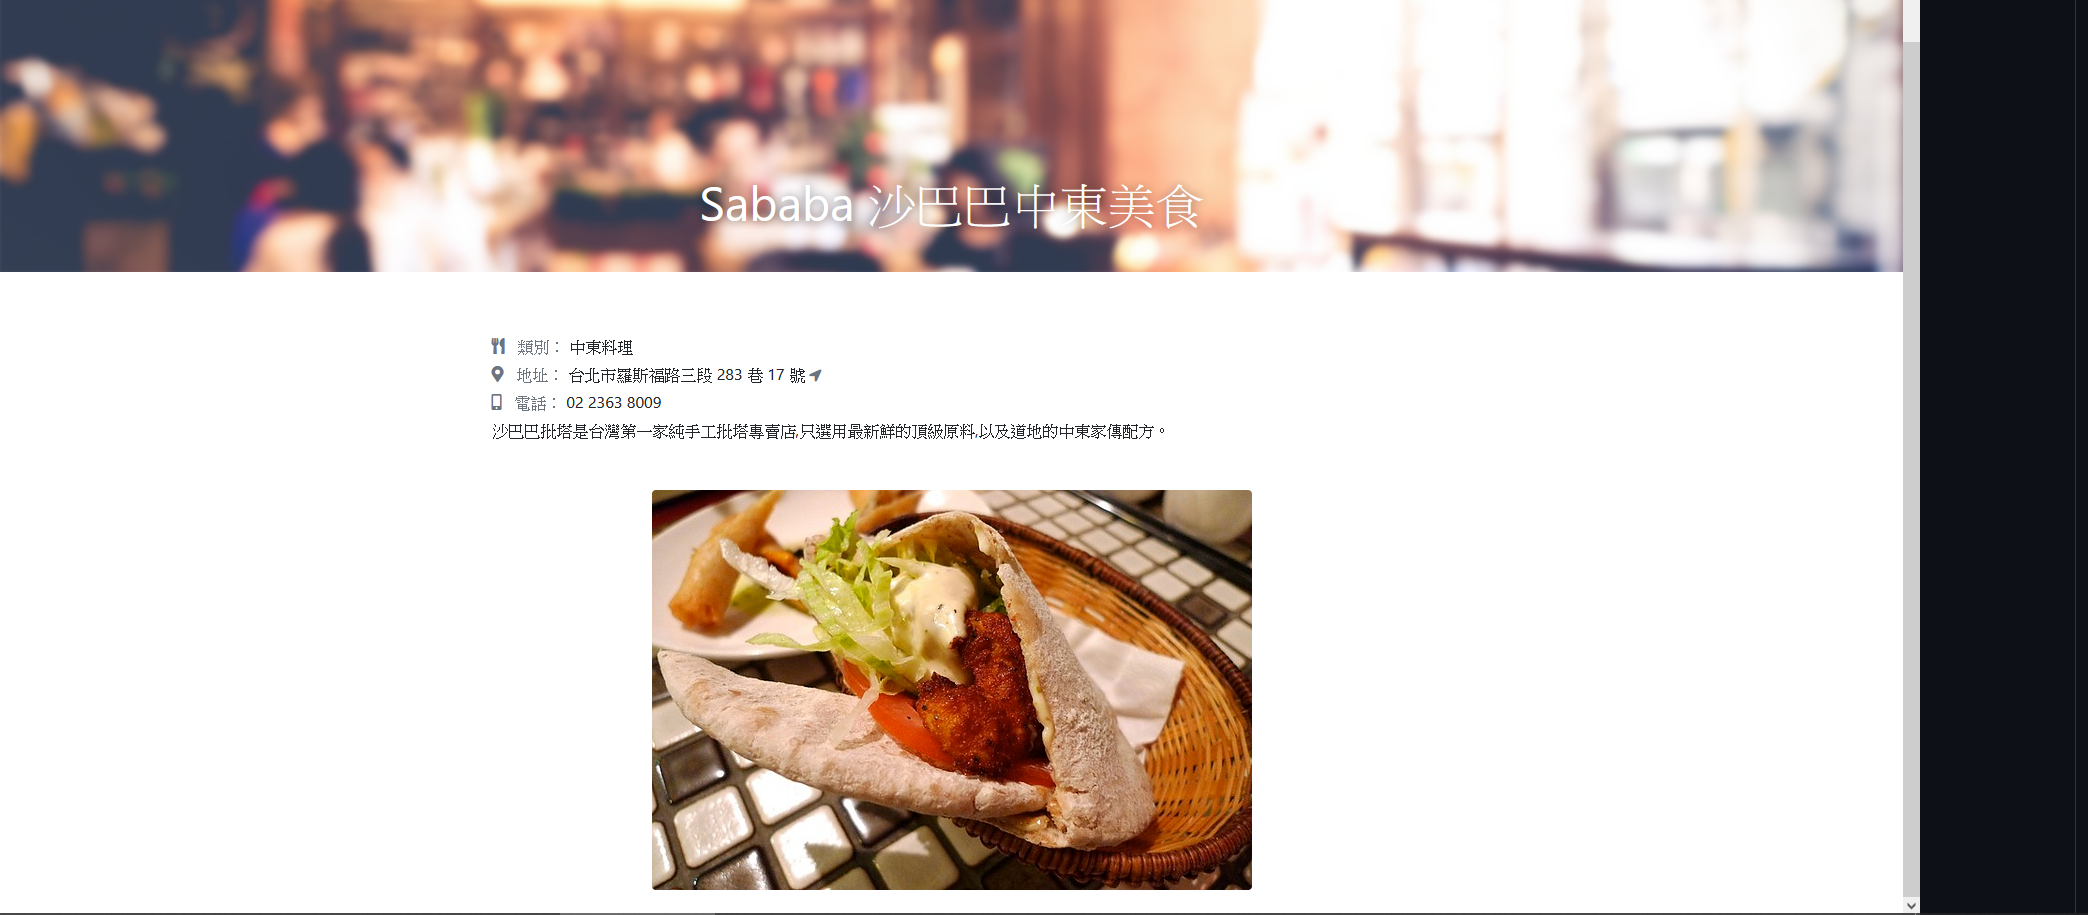 Sababa 沙巴巴中東美食
類別： 中東料理
地址： 台北市羅斯福路三段 283 巷 17 號
電話： 02 2363 8009
沙巴巴批塔是台灣第一家純手工批塔專賣店,只選用最新鮮的頂級原料,以及道地的中東家傳配方。